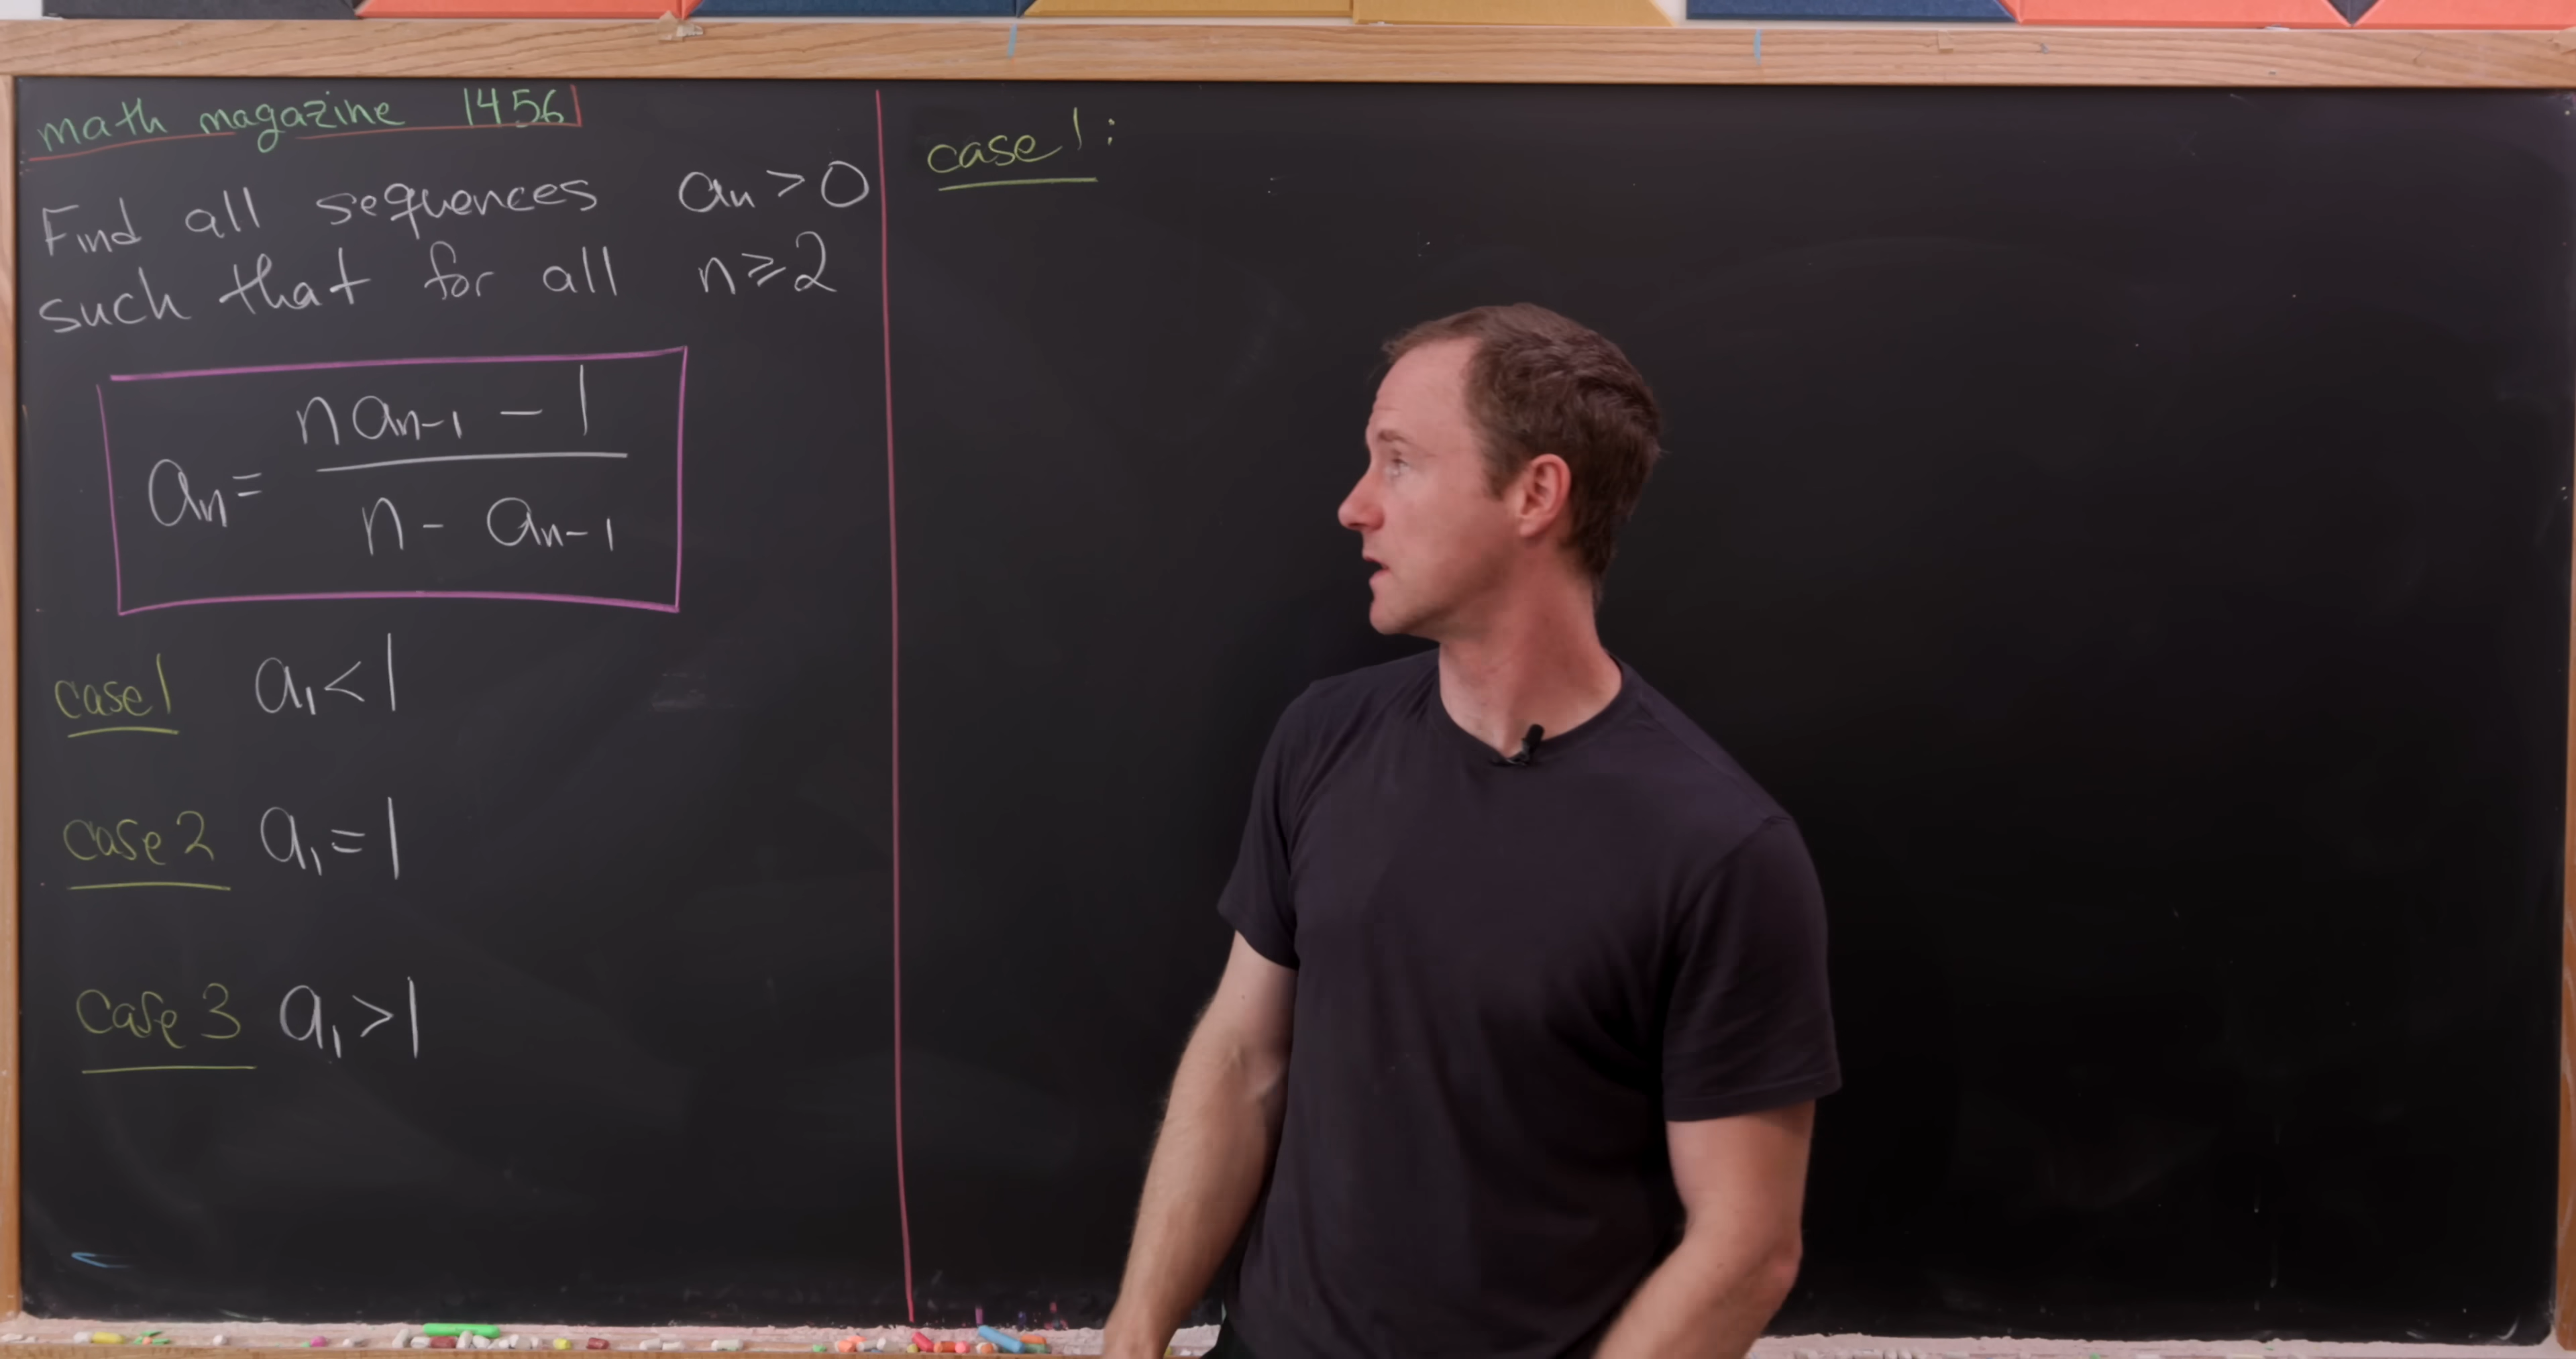 math magazine 1456
Find all sequences aₙ > 0
such that for all n ≥ 2
aₙ = (n aₙ₋₁ - 1) / (n - aₙ₋₁)
case 1 a₁ < 1
case 2 a₁ = 1
case 3 a₁ > 1
case 1: